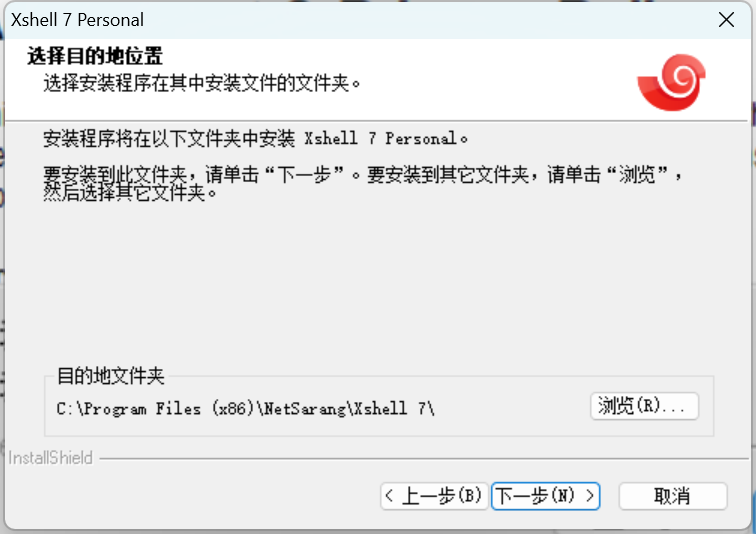 Xshell 7 Personal
选择目的地位置
选择安装程序在其中安装文件的文件夹。
安装程序将在以下文件夹中安装 Xshell 7 Personal。
要安装到此文件夹，请单击“下一步”。要安装到其它文件夹，请单击“浏览”，
然后选择其它文件夹。
目的地文件夹
C:\Program Files (x86)\NetSarang\Xshell 7\
浏览(R)...
InstallShield
< 上一步(B)
下一步(N) >
取消